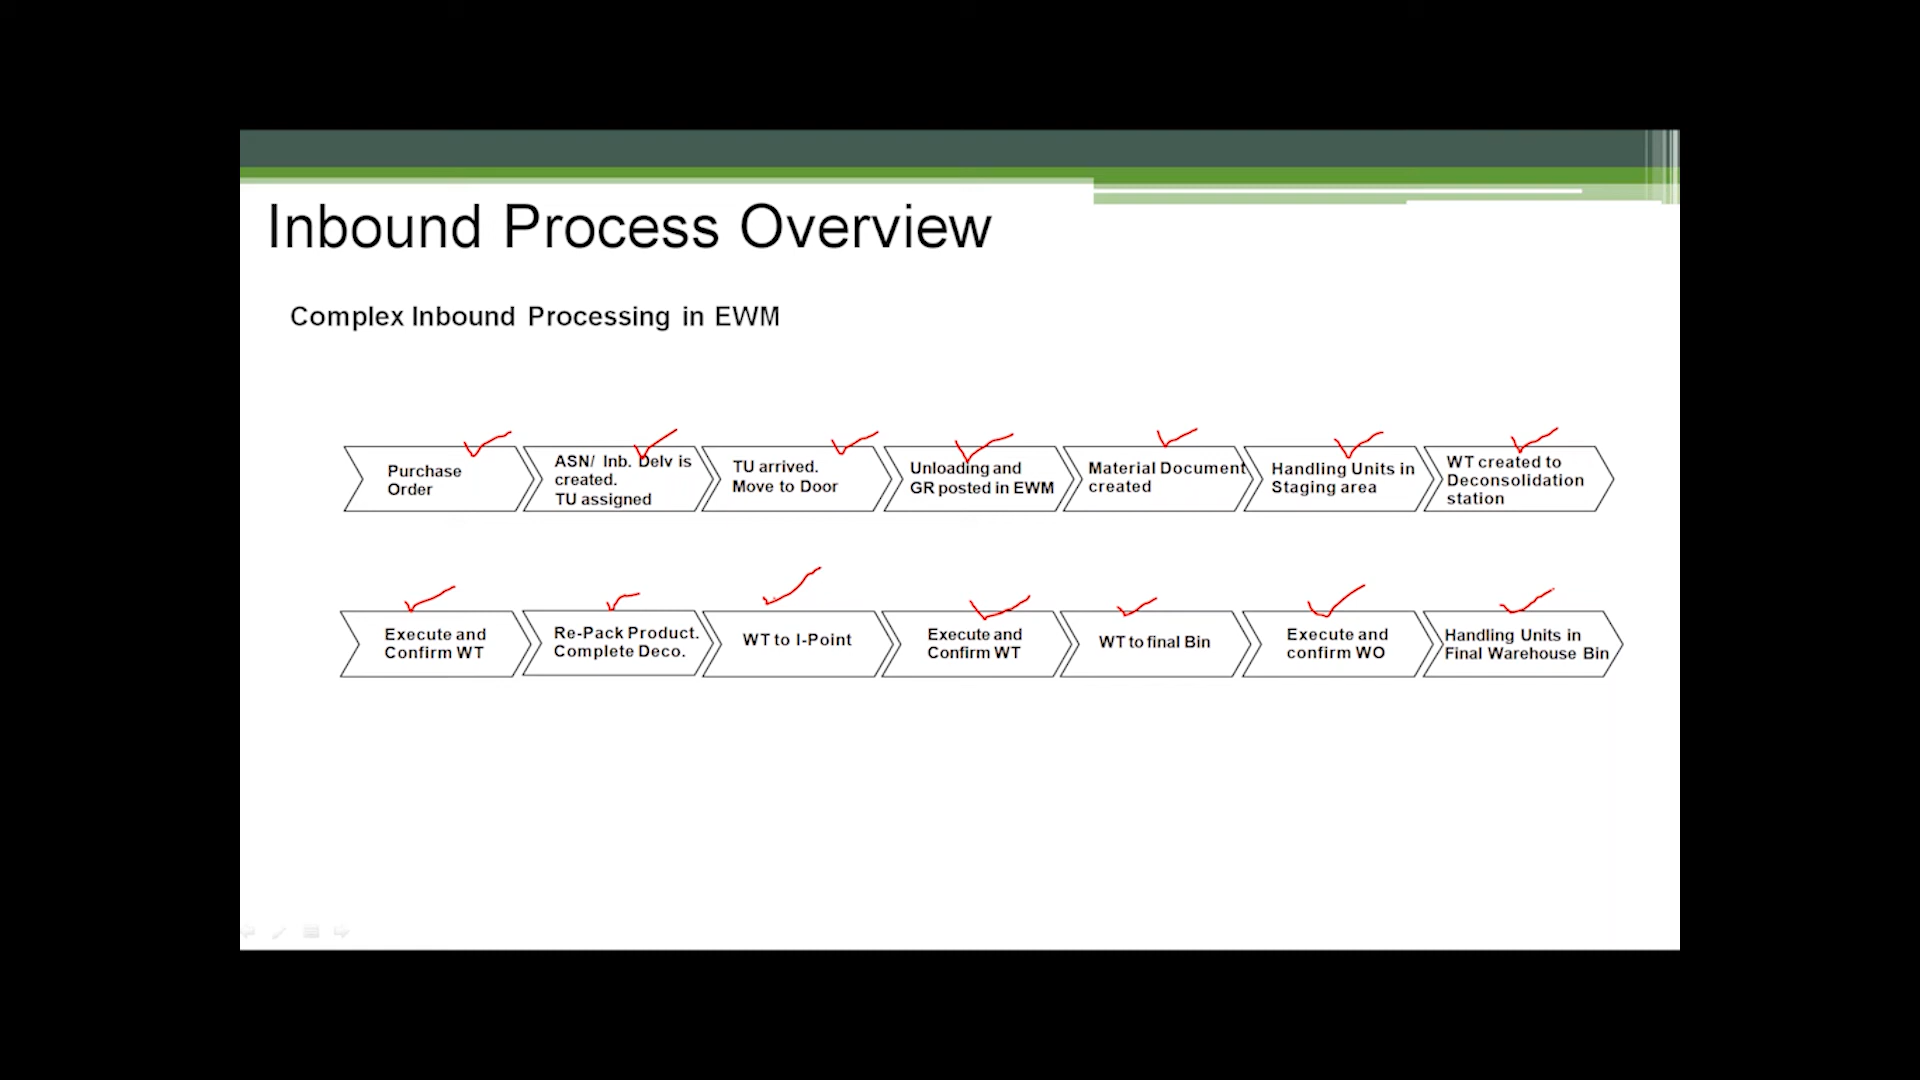 Inbound Process Overview
Complex Inbound Processing in EWM
Purchase
Order
ASN/ Inb. Delv is
created.
TU assigned
TU arrived.
Move to Door
Unloading and
GR posted in EWM
Material Document
created
Handling Units in
Staging area
WT created to
Deconsolidation
station
Execute and
Confirm WT
Re-Pack Product.
Complete Deco.
WT to I-Point
Execute and
Confirm WT
WT to final Bin
Execute and
confirm WO
Handling Units in
Final Warehouse Bin